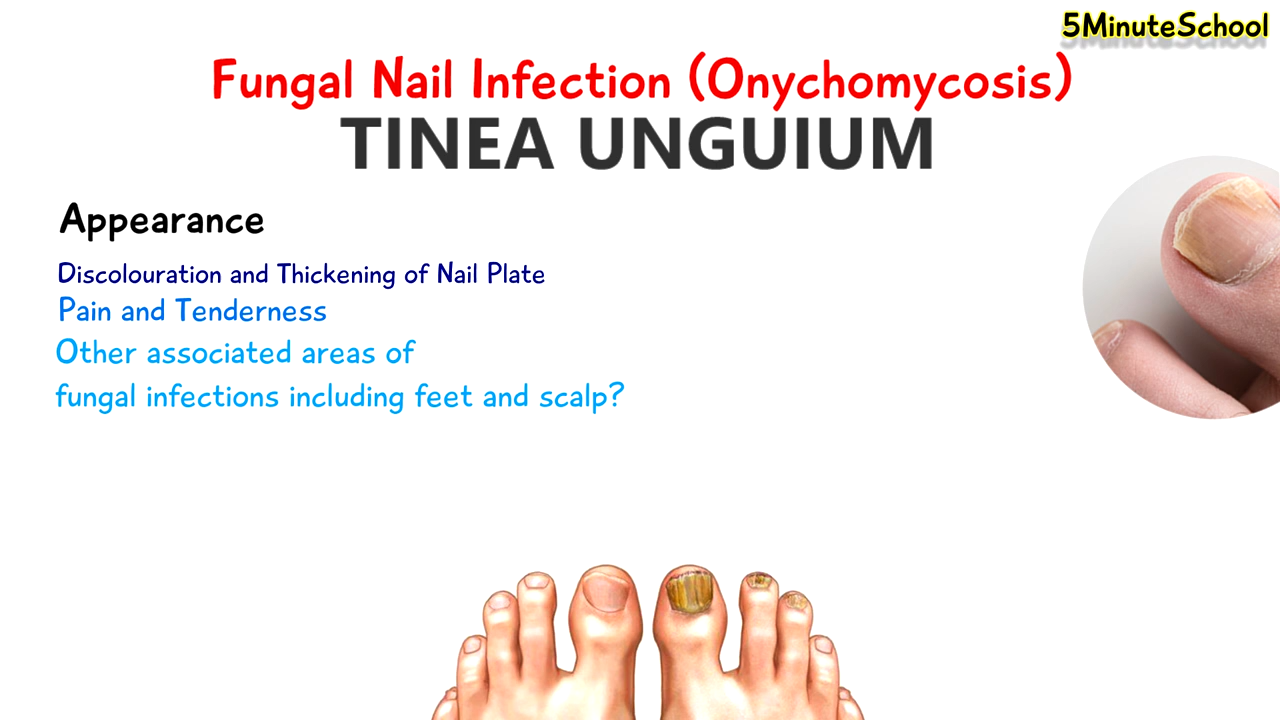 5MinuteSchool
Fungal Nail Infection (Onychomycosis)
TINEA UNGUIUM
Appearance
Discolouration and Thickening of Nail Plate
Pain and Tenderness
Other associated areas of
fungal infections including feet and scalp?